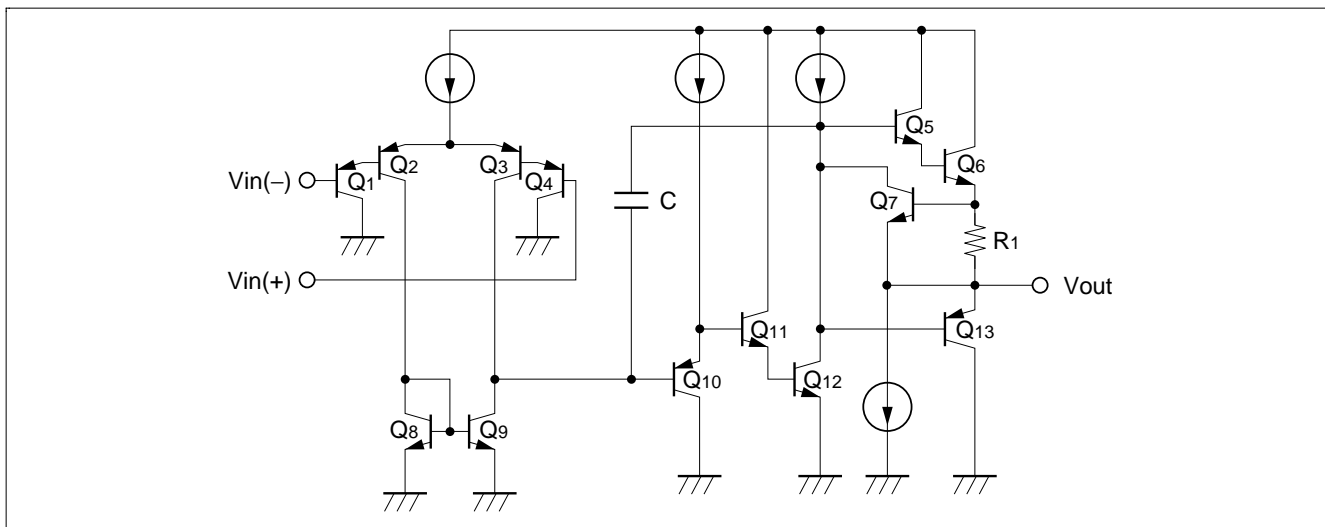 Q5
Q6
Q2
Q3
Vin(−)
Q1
Q4
C
Q7
R1
Vin(+)
Vout
Q11
Q13
Q10
Q12
Q8
Q9